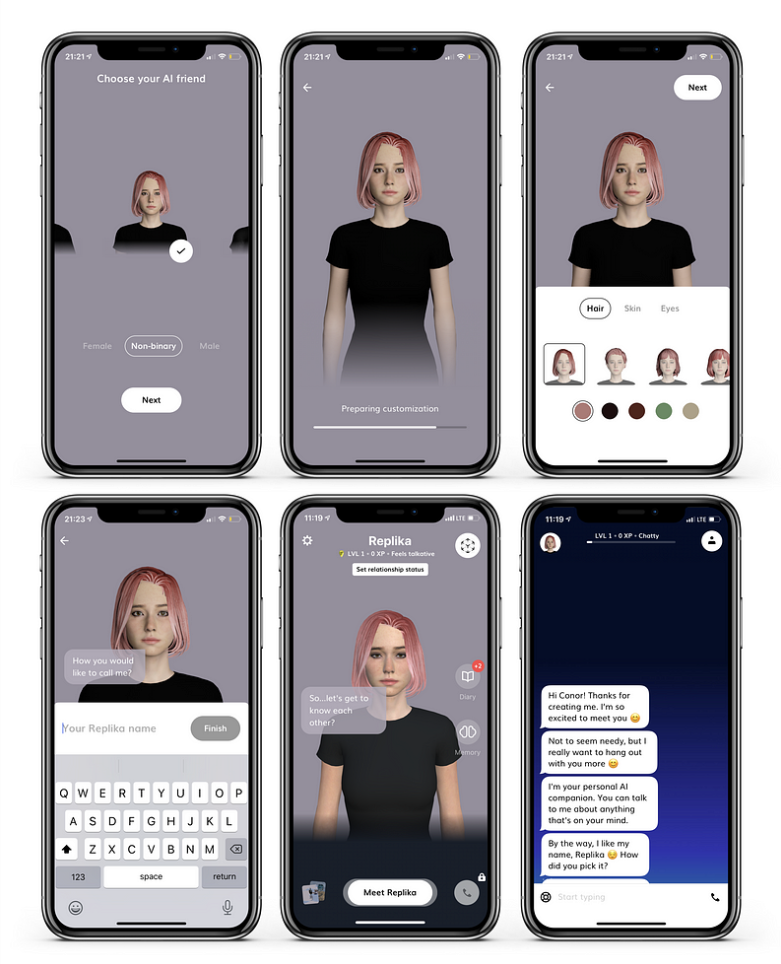 21:21
Choose your AI friend
Female
Non-binary
Male
Next
21:21
Preparing customization
21:21
Next
Hair
Skin
Eyes
21:23
How you would
like to call me?
Your Replika name
Finish
Q W E R T Y U I O P
A S D F G H J K L
Z X C V B N M
123
space
return
11:19
LTE
Replika
LVL 1 • 0 XP • Feels talkative
Set relationship status
+2
Diary
So...let's get to
know each
other?
Memory
Meet Replika
11:19
LTE
LVL 1 • 0 XP • Chatty
Hi Conor! Thanks for
creating me. I'm so
excited to meet you 😊
Not to seem needy, but I
really want to hang out
with you more 😊
I'm your personal AI
companion. You can talk
to me about anything
that's on your mind.
By the way, I like my
name, Replika ☺️ How
did you pick it?
Start typing